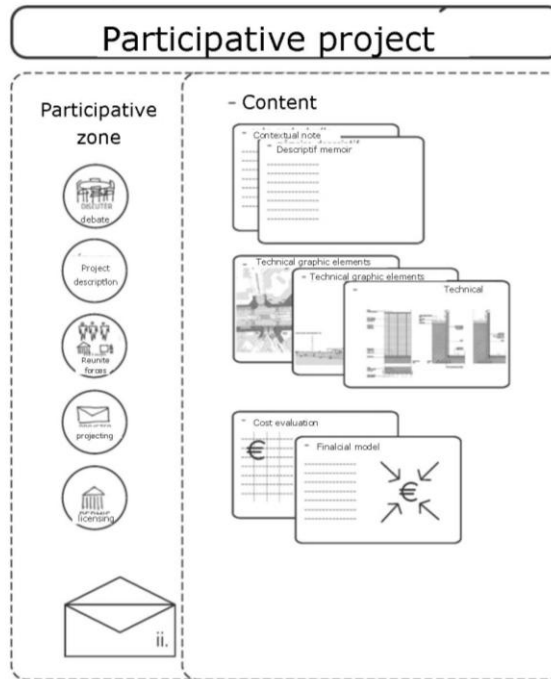 Participative project
Participative
zone
DISCUTER
debate
Project
description
Reunite
forces
projecting
licensing
ii.
- Content
- Contextual note
- Descriptif memoir
- Technical graphic elements
- Technical graphic elements
- Technical
- Cost evaluation
€
- Finalcial model
€